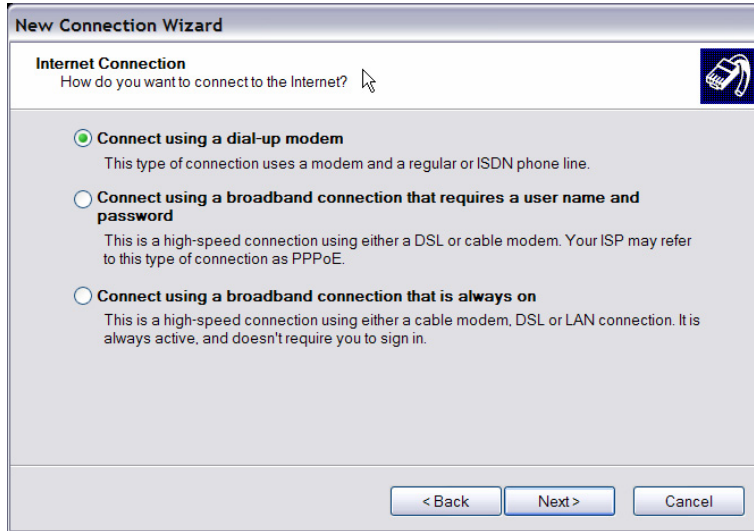 New Connection Wizard
Internet Connection
How do you want to connect to the Internet?
Connect using a dial-up modem
This type of connection uses a modem and a regular or ISDN phone line.
Connect using a broadband connection that requires a user name and
password
This is a high-speed connection using either a DSL or cable modem. Your ISP may refer
to this type of connection as PPPoE.
Connect using a broadband connection that is always on
This is a high-speed connection using either a cable modem, DSL or LAN connection. It is
always active, and doesn't require you to sign in.
< Back Next > Cancel